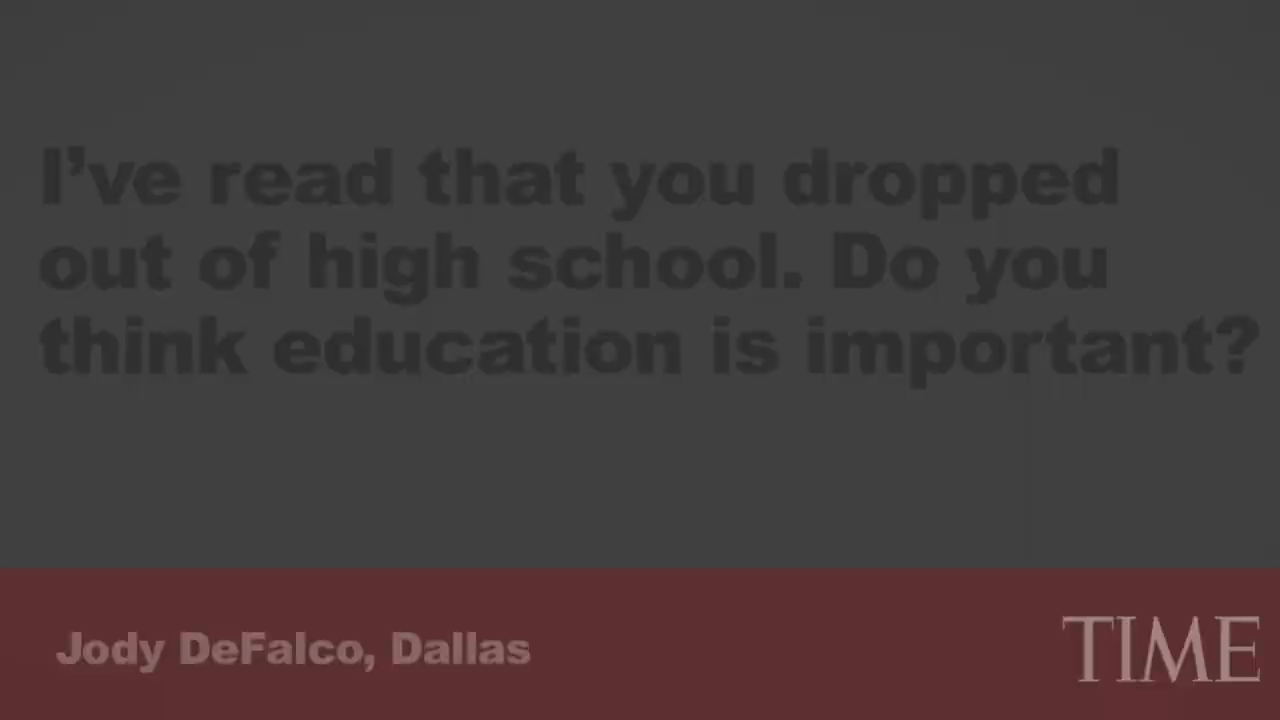 I’ve read that you dropped
out of high school. Do you
think education is important?
Jody DeFalco, Dallas
TIME